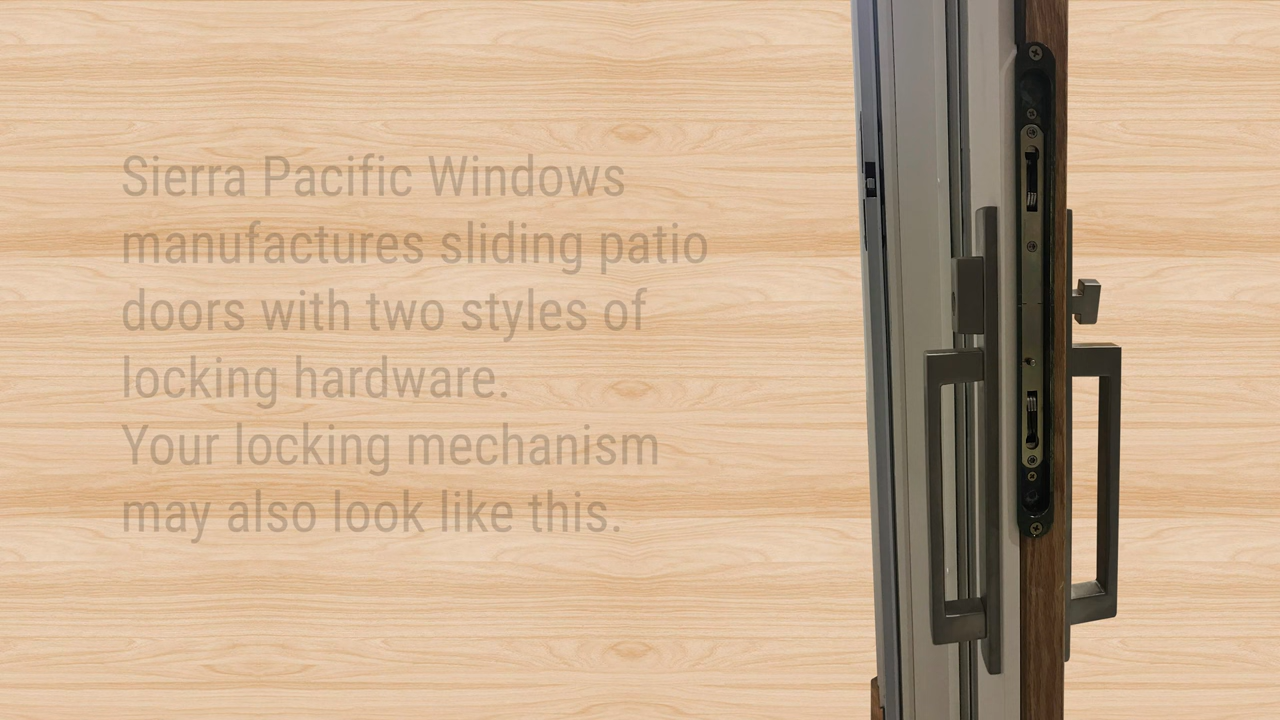 Sierra Pacific Windows
manufactures sliding patio
doors with two styles of
locking hardware.
Your locking mechanism
may also look like this.